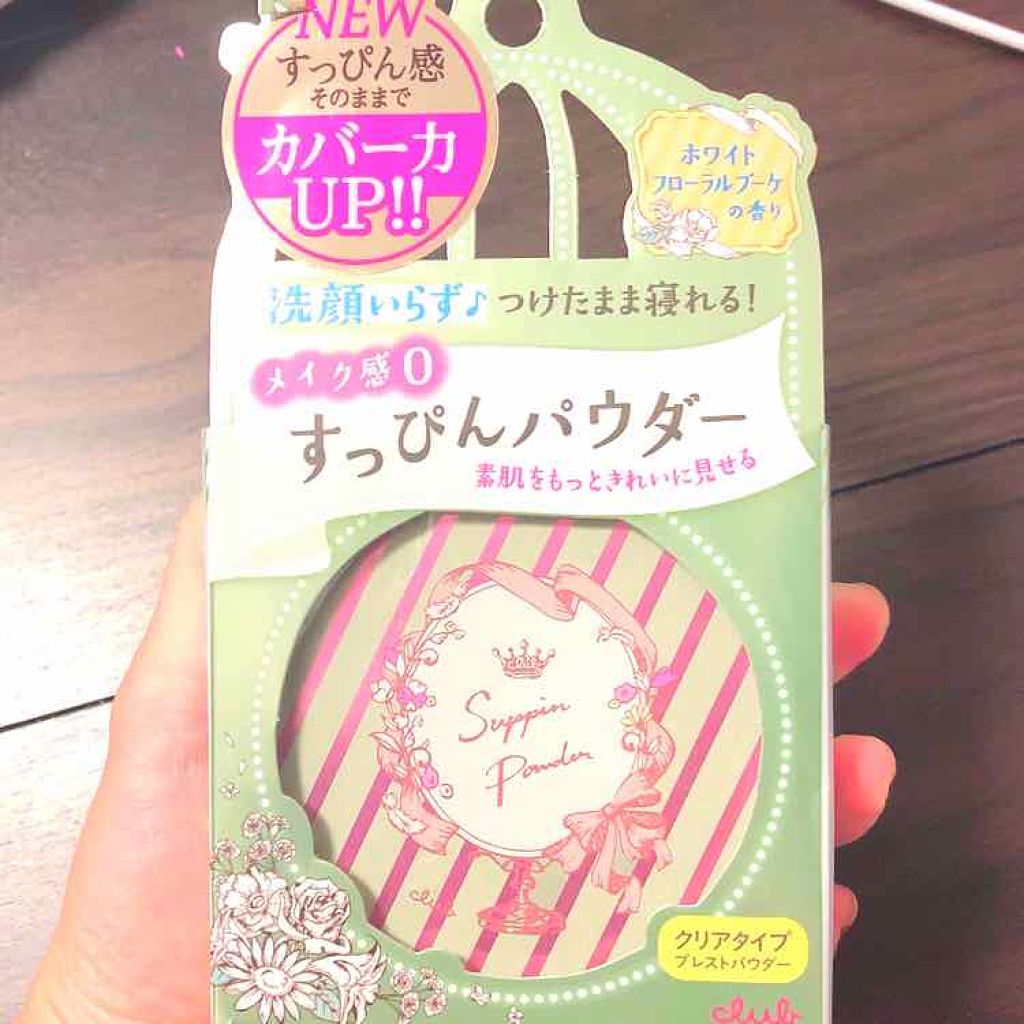 NEW
すっぴん感
そのままで
カバー力
UP!!
ホワイト
フローラルブーケ
の香り
洗顔いらず♪ つけたまま寝れる!
メイク感0
すっぴんパウダー
素肌をもっときれいに見せる
Suppin
Powder
club
クリアタイプ
プレストパウダー
club